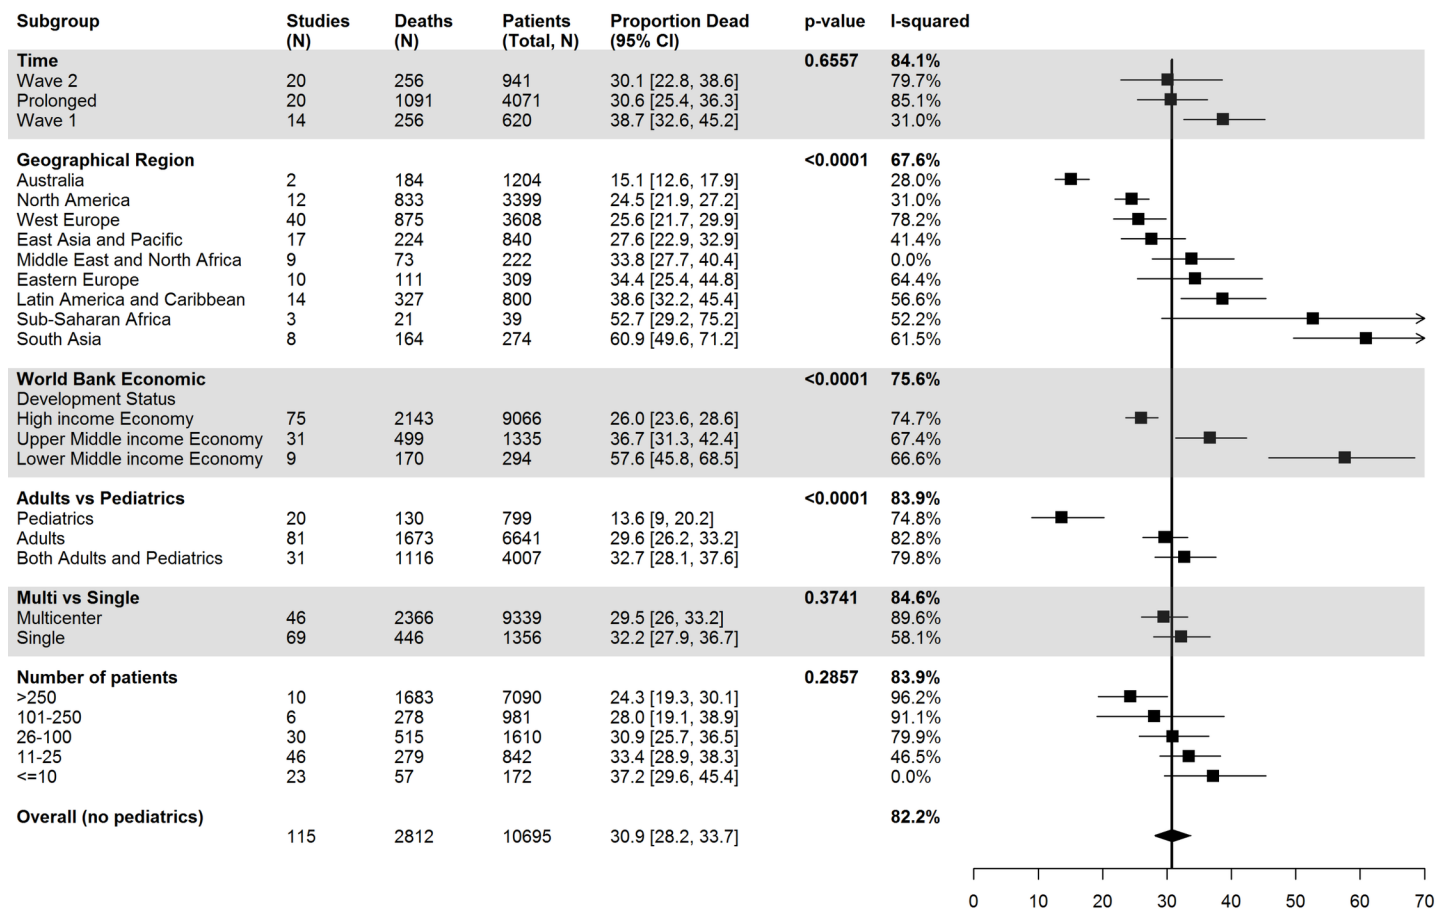 Subgroup Studies Deaths Patients Proportion Dead p-value I-squared
(N) (N) (Total, N) (95% CI)
Time 0.6557 84.1%
Wave 2 20 256 941 30.1 [22.8, 38.6] 79.7%
Prolonged 20 1091 4071 30.6 [25.4, 36.3] 85.1%
Wave 1 14 256 620 38.7 [32.6, 45.2] 31.0%
Geographical Region <0.0001 67.6%
Australia 2 184 1204 15.1 [12.6, 17.9] 28.0%
North America 12 833 3399 24.5 [21.9, 27.2] 31.0%
West Europe 40 875 3608 25.6 [21.7, 29.9] 78.2%
East Asia and Pacific 17 224 840 27.6 [22.9, 32.9] 41.4%
Middle East and North Africa 9 73 222 33.8 [27.7, 40.4] 0.0%
Eastern Europe 10 111 309 34.4 [25.4, 44.8] 64.4%
Latin America and Caribbean 14 327 800 38.6 [32.2, 45.4] 56.6%
Sub-Saharan Africa 3 21 39 52.7 [29.2, 75.2] 52.2%
South Asia 8 164 274 60.9 [49.6, 71.2] 61.5%
World Bank Economic <0.0001 75.6%
Development Status
High income Economy 75 2143 9066 26.0 [23.6, 28.6] 74.7%
Upper Middle income Economy 31 499 1335 36.7 [31.3, 42.4] 67.4%
Lower Middle income Economy 9 170 294 57.6 [45.8, 68.5] 66.6%
Adults vs Pediatrics <0.0001 83.9%
Pediatrics 20 130 799 13.6 [9, 20.2] 74.8%
Adults 81 1673 6641 29.6 [26.2, 33.2] 82.8%
Both Adults and Pediatrics 31 1116 4007 32.7 [28.1, 37.6] 79.8%
Multi vs Single 0.3741 84.6%
Multicenter 46 2366 9339 29.5 [26, 33.2] 89.6%
Single 69 446 1356 32.2 [27.9, 36.7] 58.1%
Number of patients 0.2857 83.9%
>250 10 1683 7090 24.3 [19.3, 30.1] 96.2%
101-250 6 278 981 28.0 [19.1, 38.9] 91.1%
26-100 30 515 1610 30.9 [25.7, 36.5] 79.9%
11-25 46 279 842 33.4 [28.9, 38.3] 46.5%
<=10 23 57 172 37.2 [29.6, 45.4] 0.0%
Overall (no pediatrics) 82.2%
115 2812 10695 30.9 [28.2, 33.7]
0 10 20 30 40 50 60 70